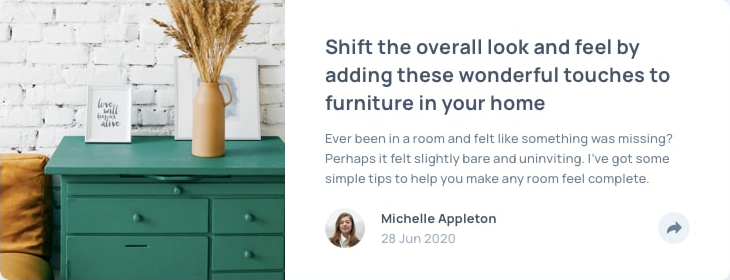 love
will
keep us
alive
Shift the overall look and feel by
adding these wonderful touches to
furniture in your home
Ever been in a room and felt like something was missing?
Perhaps it felt slightly bare and uninviting. I've got some
simple tips to help you make any room feel complete.
Michelle Appleton
28 Jun 2020